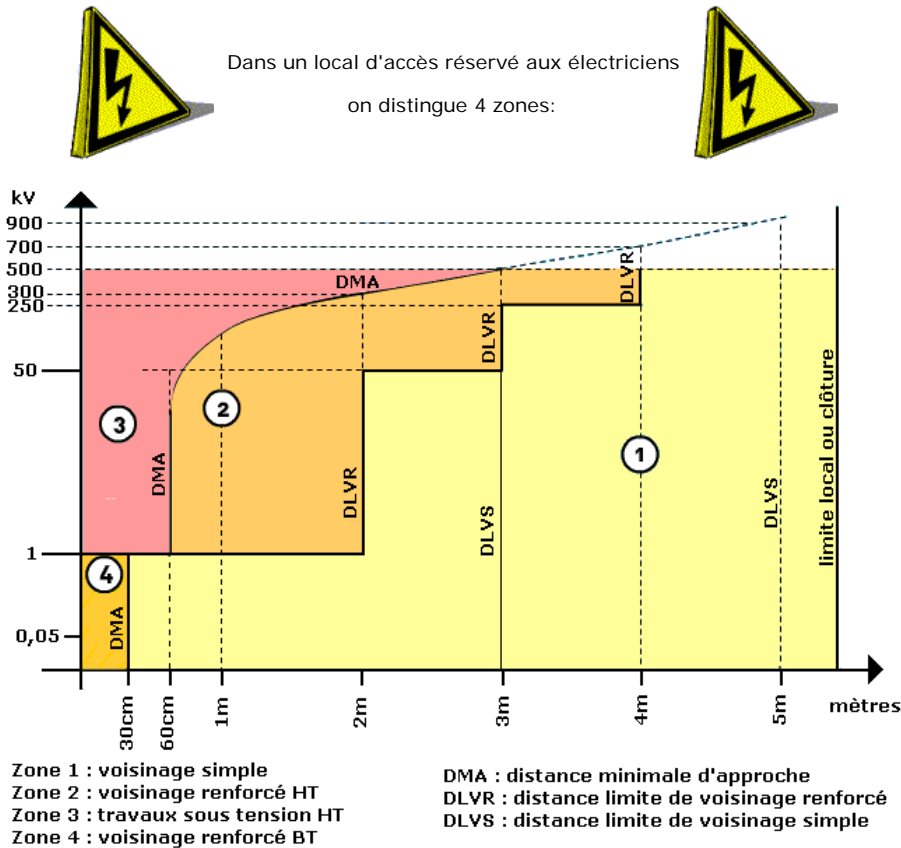 Dans un local d'accès réservé aux électriciens
on distingue 4 zones:
kV
900
700
500
300
250
50
1
0,05
DMA
DLVR
DLVR
DLVR
DMA
DLVS
DLVS
DMA
3
2
1
4
limite local ou clôture
30cm
60cm
1m
2m
3m
4m
5m
mètres
Zone 1 : voisinage simple
Zone 2 : voisinage renforcé HT
Zone 3 : travaux sous tension HT
Zone 4 : voisinage renforcé BT
DMA : distance minimale d'approche
DLVR : distance limite de voisinage renforcé
DLVS : distance limite de voisinage simple